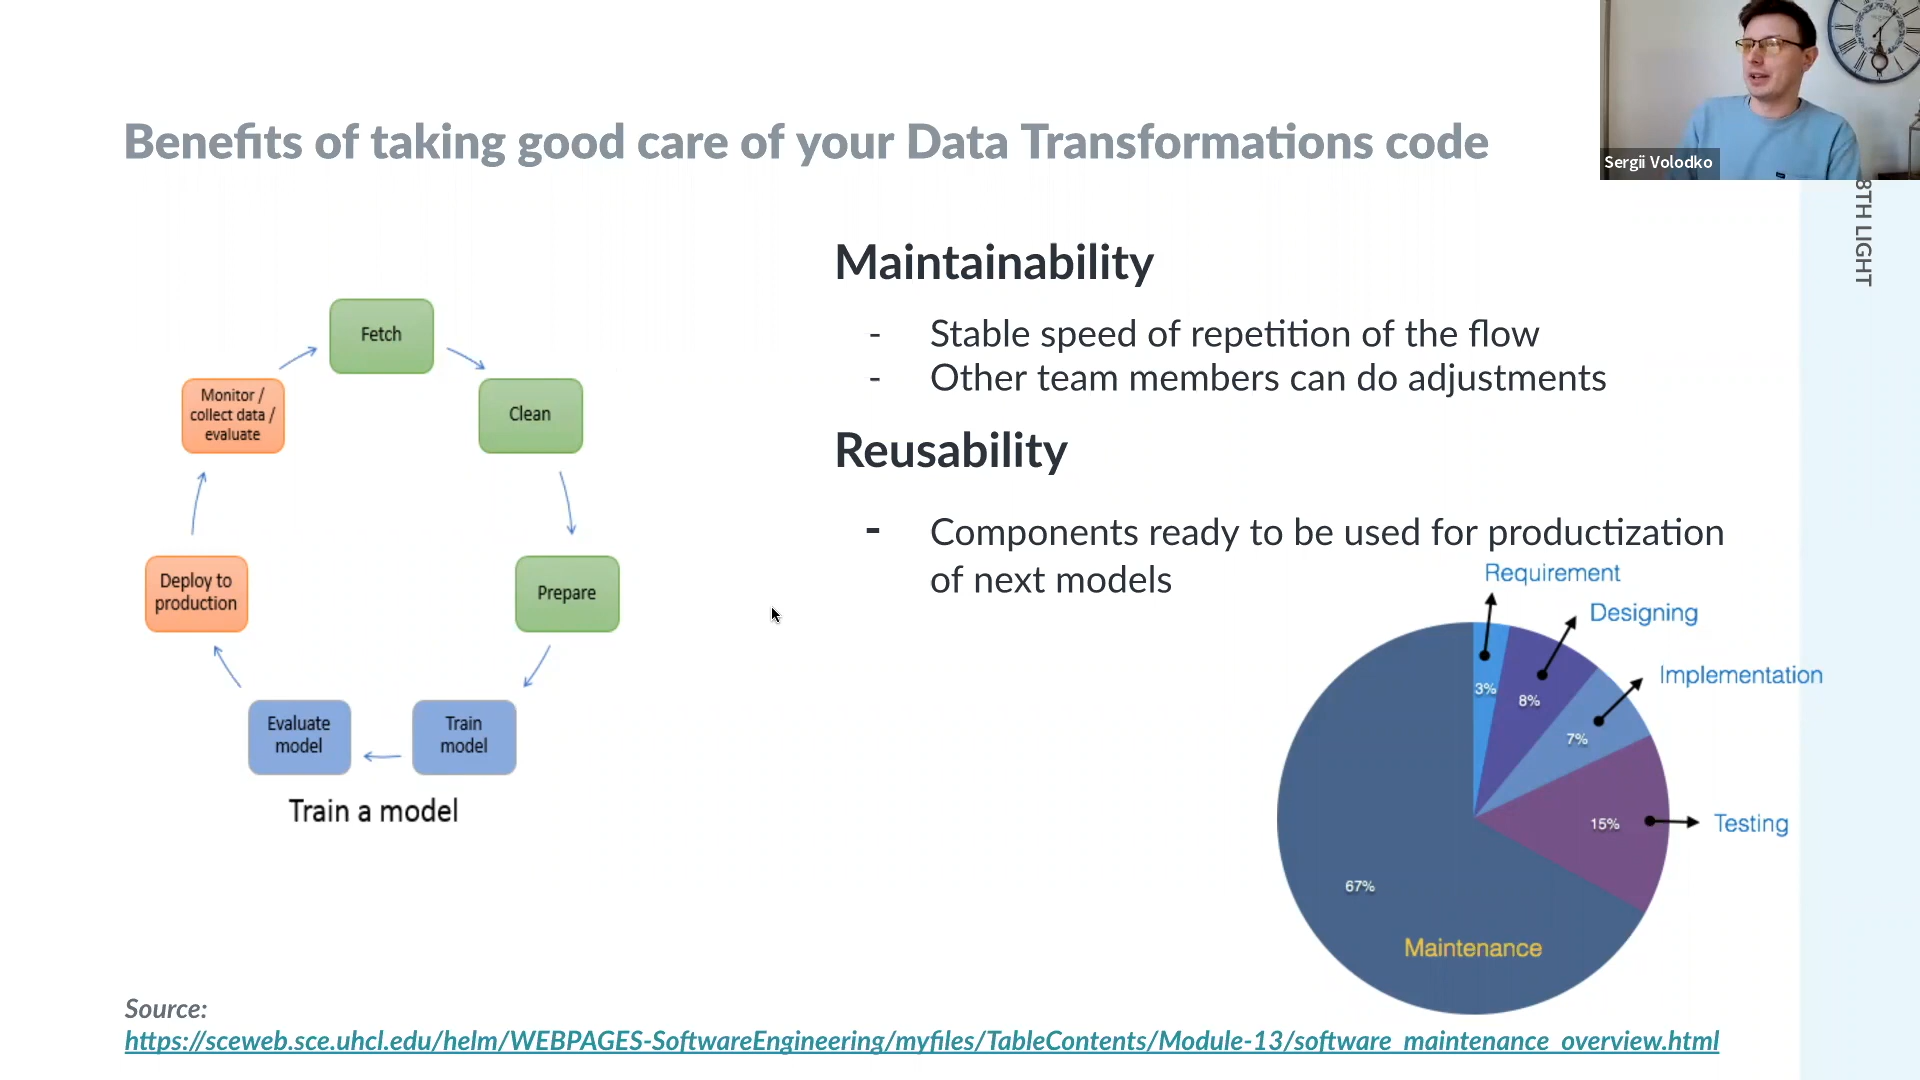 Benefits of taking good care of your Data Transformations code
Sergii Volodko
8TH LIGHT
Maintainability
- Stable speed of repetition of the flow
- Other team members can do adjustments
Reusability
- Components ready to be used for productization
of next models
Fetch
Clean
Prepare
Train
model
Evaluate
model
Deploy to
production
Monitor /
collect data /
evaluate
Train a model
Requirement
Designing
Implementation
Testing
3%
8%
7%
15%
67%
Maintenance
Source:
https://sceweb.sce.uhcl.edu/helm/WEBPAGES-SoftwareEngineering/myfiles/TableContents/Module-13/software_maintenance_overview.html